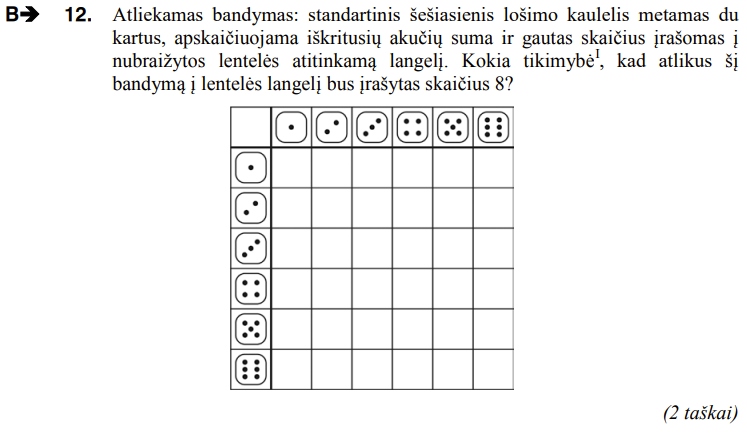 B➔ 12. Atliekamas bandymas: standartinis šešiasienis lošimo kaulelis metamas du
kartus, apskaičiuojama iškritusių akučių suma ir gautas skaičius įrašomas į
nubraižytos lentelės atitinkamą langelį. Kokia tikimybėᴵ, kad atlikus šį
bandymą į lentelės langelį bus įrašytas skaičius 8?
(2 taškai)